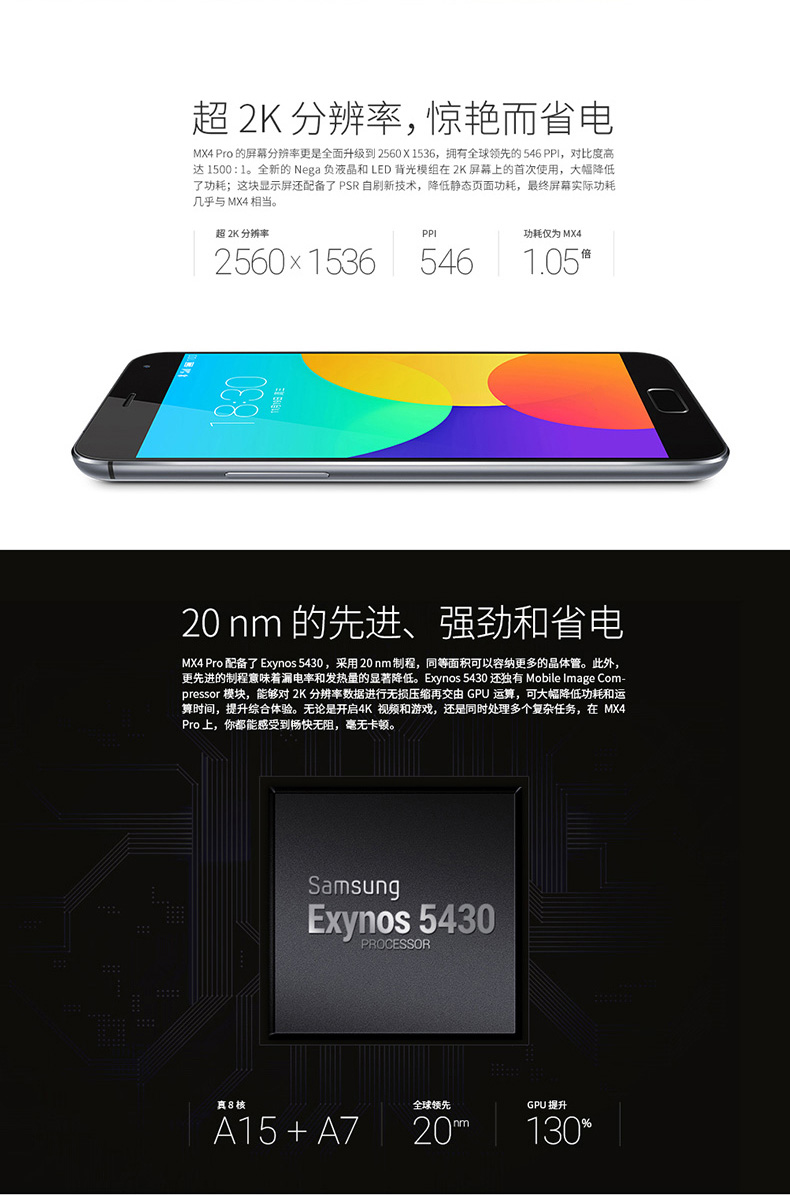 超 2K 分辨率，惊艳而省电
MX4 Pro 的屏幕分辨率更是全面升级到 2560 X 1536，拥有全球领先的 546 PPI，对比度高
达 1500 : 1。全新的 Nega 负液晶和 LED 背光模组在 2K 屏幕上的首次使用，大幅降低
了功耗；这块显示屏还配备了 PSR 自刷新技术，降低静态页面功耗，最终屏幕实际功耗
几乎与 MX4 相当。
超 2K 分辨率
2560 x 1536
PPI
546
功耗仅为 MX4
1.05 倍
18:30
20 nm 的先进、强劲和省电
MX4 Pro 配备了 Exynos 5430 ，采用 20 nm 制程，同等面积可以容纳更多的晶体管。此外，
更先进的制程意味着漏电率和发热量的显著降低。Exynos 5430 还独有 Mobile Image Com-
pressor 模块，能够对 2K 分辨率数据进行无损压缩再交由 GPU 运算，可大幅降低功耗和运
算时间，提升综合体验。无论是开启4K 视频和游戏，还是同时处理多个复杂任务，在 MX4
Pro 上，你都能感受到畅快无阻，毫无卡顿。
Samsung
Exynos 5430
PROCESSOR
真 8 核
A15 + A7
全球领先
20 nm
GPU 提升
130%